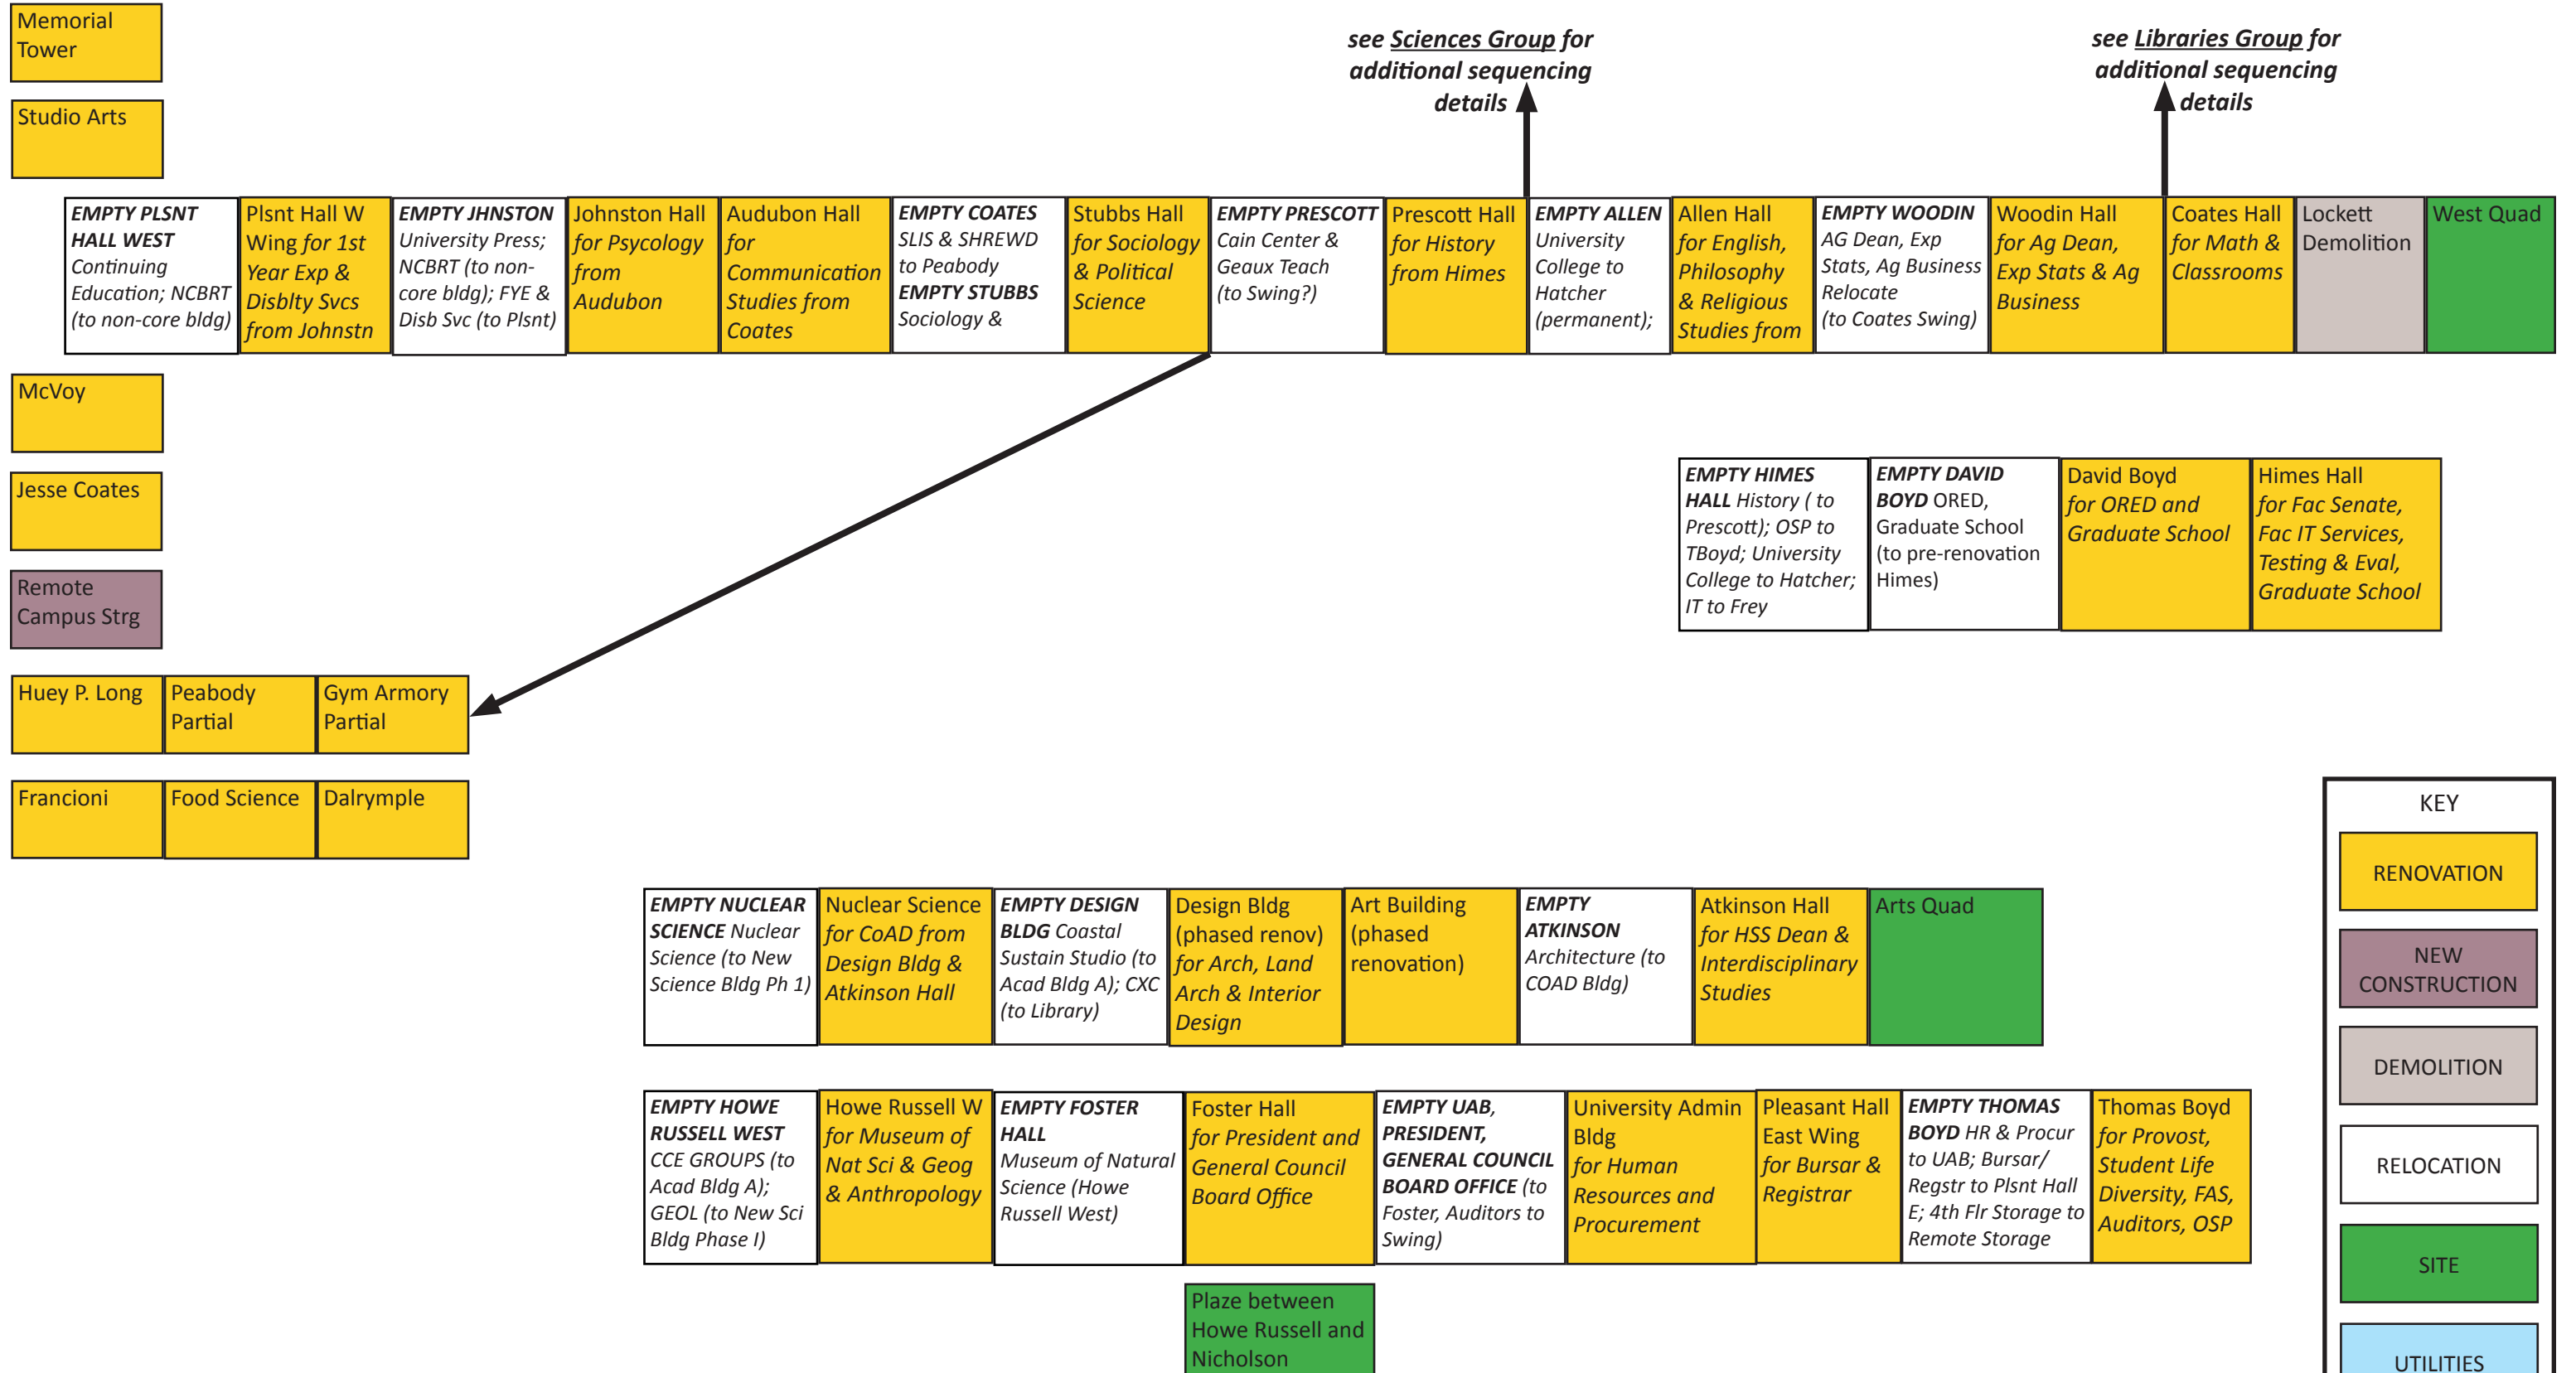 Memorial
Tower
see Sciences Group for
additional sequencing
details
see Libraries Group for
additional sequencing
details
Studio Arts
EMPTY PLSNT
HALL WEST
Continuing
Education; NCBRT
(to non-core bldg)
Plsnt Hall W
Wing for 1st
Year Exp &
Disblty Svcs
from Johnstn
EMPTY JHNSTON
University Press;
NCBRT (to non-
core bldg); FYE &
Disb Svc (to Plsnt)
Johnston Hall
for Psycology
from
Audubon
Audubon Hall
for
Communication
Studies from
Coates
EMPTY COATES
SLIS & SHREWD
to Peabody
EMPTY STUBBS
Sociology &
Stubbs Hall
for Sociology
& Political
Science
EMPTY PRESCOTT
Cain Center &
Geaux Teach
(to Swing?)
Prescott Hall
for History
from Himes
EMPTY ALLEN
University
College to
Hatcher
(permanent);
Allen Hall
for English,
Philosophy
& Religious
Studies from
EMPTY WOODIN
AG Dean, Exp
Stats, Ag Business
Relocate
(to Coates Swing)
Woodin Hall
for Ag Dean,
Exp Stats & Ag
Business
Coates Hall
for Math &
Classrooms
Lockett
Demolition
West Quad
McVoy
Jesse Coates
EMPTY HIMES
HALL History ( to
Prescott); OSP to
TBoyd; University
College to Hatcher;
IT to Frey
EMPTY DAVID
BOYD ORED,
Graduate School
(to pre-renovation
Himes)
David Boyd
for ORED and
Graduate School
Himes Hall
for Fac Senate,
Fac IT Services,
Testing & Eval,
Graduate School
Remote
Campus Strg
Huey P. Long
Peabody
Partial
Gym Armory
Partial
Francioni
Food Science
Dalrymple
EMPTY NUCLEAR
SCIENCE Nuclear
Science (to New
Science Bldg Ph 1)
Nuclear Science
for CoAD from
Design Bldg &
Atkinson Hall
EMPTY DESIGN
BLDG Coastal
Sustain Studio (to
Acad Bldg A); CXC
(to Library)
Design Bldg
(phased renov)
for Arch, Land
Arch & Interior
Design
Art Building
(phased
renovation)
EMPTY
ATKINSON
Architecture (to
COAD Bldg)
Atkinson Hall
for HSS Dean &
Interdisciplinary
Studies
Arts Quad
EMPTY HOWE
RUSSELL WEST
CCE GROUPS (to
Acad Bldg A);
GEOL (to New Sci
Bldg Phase I)
Howe Russell W
for Museum of
Nat Sci & Geog
& Anthropology
EMPTY FOSTER
HALL
Museum of Natural
Science (Howe
Russell West)
Foster Hall
for President and
General Council
Board Office
EMPTY UAB,
PRESIDENT,
GENERAL COUNCIL
BOARD OFFICE (to
Foster, Auditors to
Swing)
University Admin
Bldg
for Human
Resources and
Procurement
Pleasant Hall
East Wing
for Bursar &
Registrar
EMPTY THOMAS
BOYD HR & Procur
to UAB; Bursar/
Regstr to Plsnt Hall
E; 4th Flr Storage to
Remote Storage
Thomas Boyd
for Provost,
Student Life
Diversity, FAS,
Auditors, OSP
Plaze between
Howe Russell and
Nicholson
KEY
RENOVATION
NEW
CONSTRUCTION
DEMOLITION
RELOCATION
SITE
UTILITIES